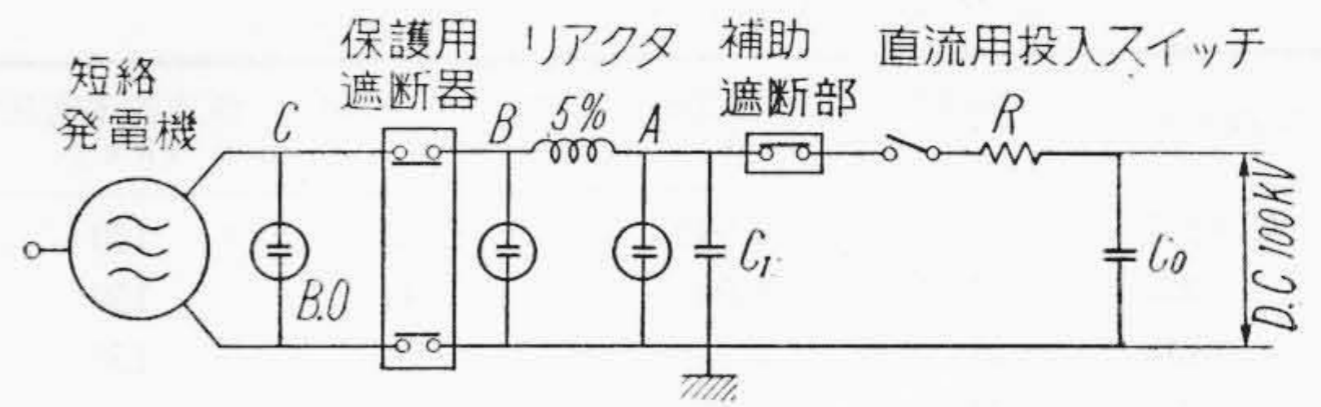 短絡
発電機
保護用
遮断器
リアクタ
補助
遮断部
直流用投入スイッチ
C
B
5%
A
R
B.O
C₁
C₀
D.C 100KV